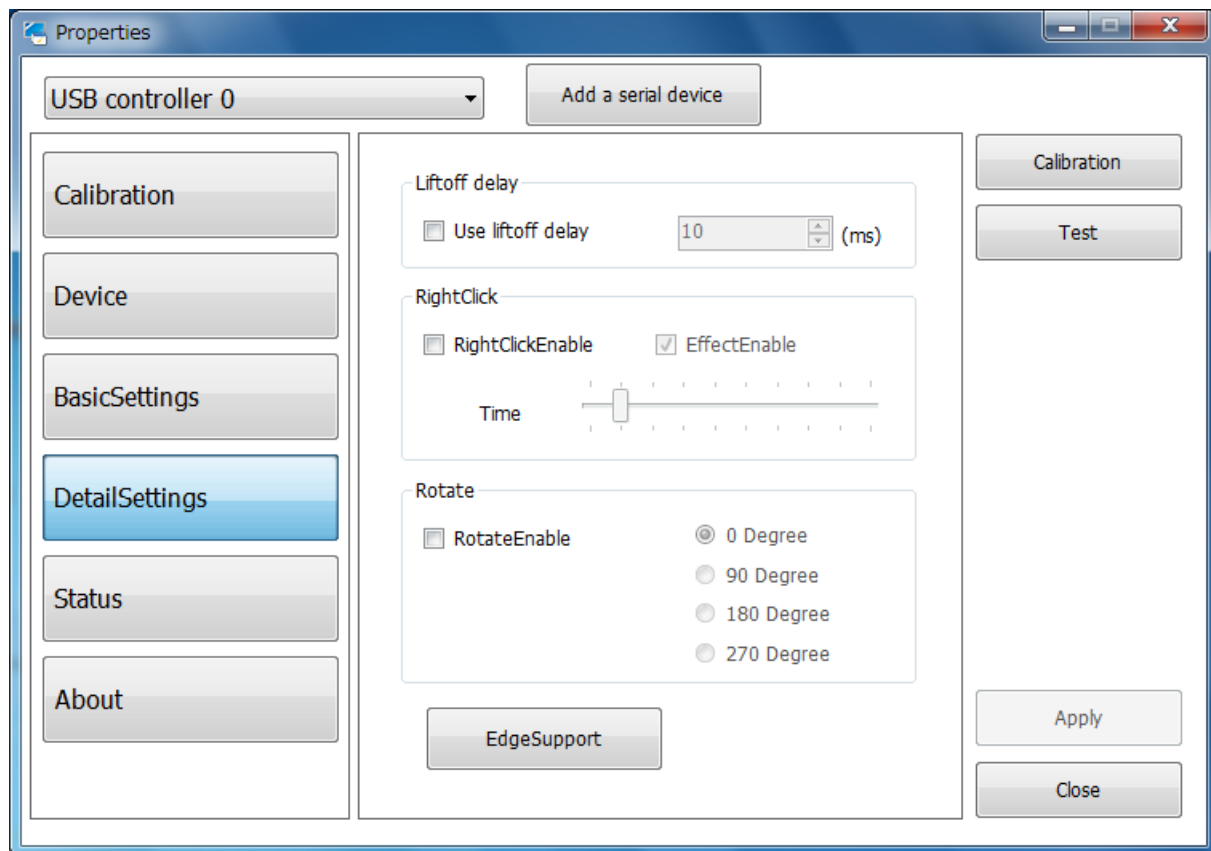 Properties
USB controller 0
Add a serial device
Calibration
Device
BasicSettings
DetailSettings
Status
About
Liftoff delay
Use liftoff delay 10 (ms)
RightClick
RightClickEnable EffectEnable
Time
Rotate
RotateEnable 0 Degree
90 Degree
180 Degree
270 Degree
EdgeSupport
Calibration
Test
Apply
Close